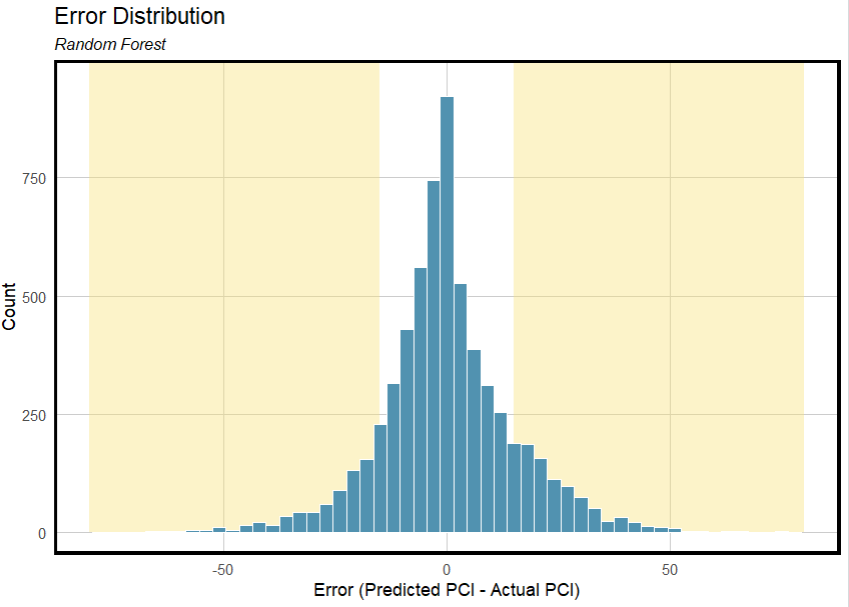 Error Distribution
Random Forest
750
500
250
0
Count
-50
0
50
Error (Predicted PCI - Actual PCI)